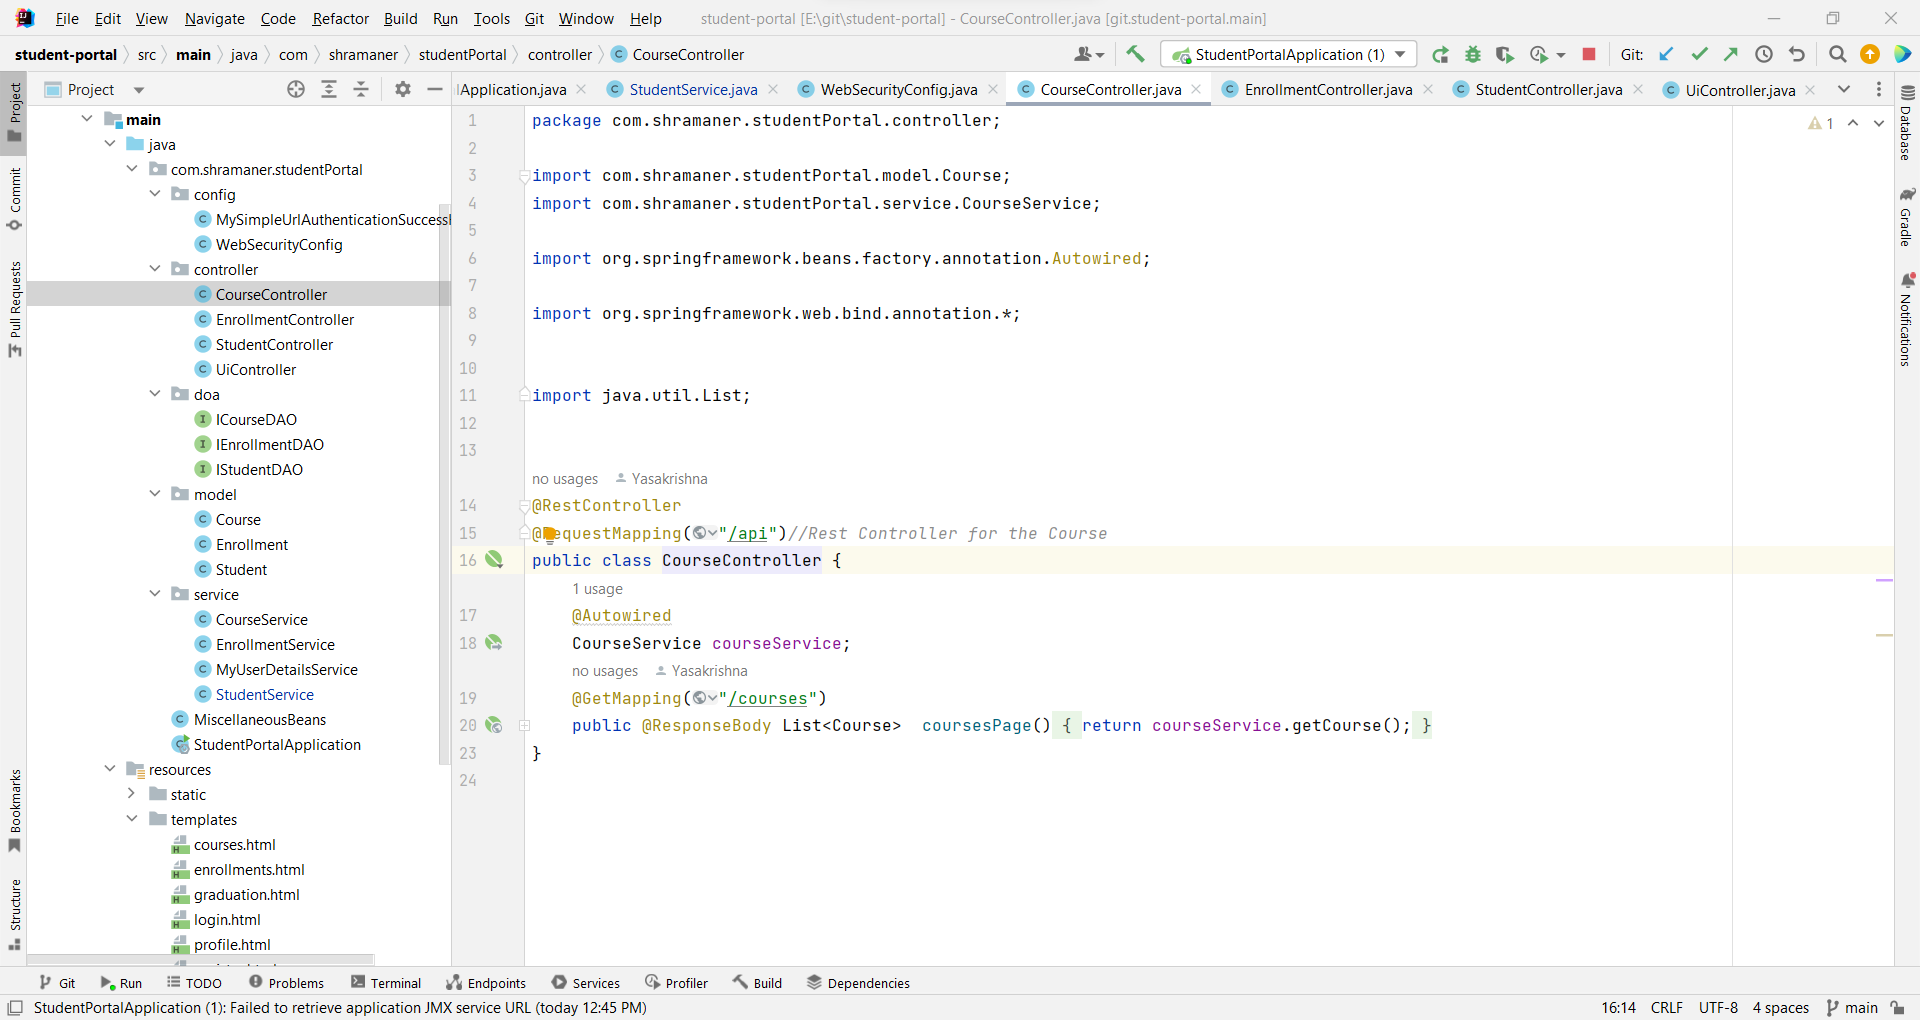 File Edit View Navigate Code Refactor Build Run Tools Git Window Help student-portal [E:\git\student-portal] - CourseController.java [git.student-portal.main]
student-portal src main java com shramaner studentPortal controller CourseController StudentPortalApplication (1) Git:
Project
Application.java StudentService.java WebSecurityConfig.java CourseController.java EnrollmentController.java StudentController.java UiController.java
Project
Commit
Pull Requests
Bookmarks
Structure
main
java
com.shramaner.studentPortal
config
MySimpleUrlAuthenticationSuccessH
WebSecurityConfig
controller
CourseController
EnrollmentController
StudentController
UiController
doa
ICourseDAO
IEnrollmentDAO
IStudentDAO
model
Course
Enrollment
Student
service
CourseService
EnrollmentService
MyUserDetailsService
StudentService
MiscellaneousBeans
StudentPortalApplication
resources
static
templates
courses.html
enrollments.html
graduation.html
login.html
profile.html
1 package com.shramaner.studentPortal.controller;
2
3 import com.shramaner.studentPortal.model.Course;
4 import com.shramaner.studentPortal.service.CourseService;
5
6 import org.springframework.beans.factory.annotation.Autowired;
7
8 import org.springframework.web.bind.annotation.*;
9
10
11 import java.util.List;
12
13
no usages Yasakrishna
14 @RestController
15 @RequestMapping("/api")//Rest Controller for the Course
16 public class CourseController {
1 usage
17 @Autowired
18 CourseService courseService;
no usages Yasakrishna
19 @GetMapping("/courses")
20 public @ResponseBody List<Course> coursesPage() { return courseService.getCourse(); }
23 }
24
1
Database
Gradle
Notifications
Git Run TODO Problems Terminal Endpoints Services Profiler Build Dependencies
StudentPortalApplication (1): Failed to retrieve application JMX service URL (today 12:45 PM) 16:14 CRLF UTF-8 4 spaces main